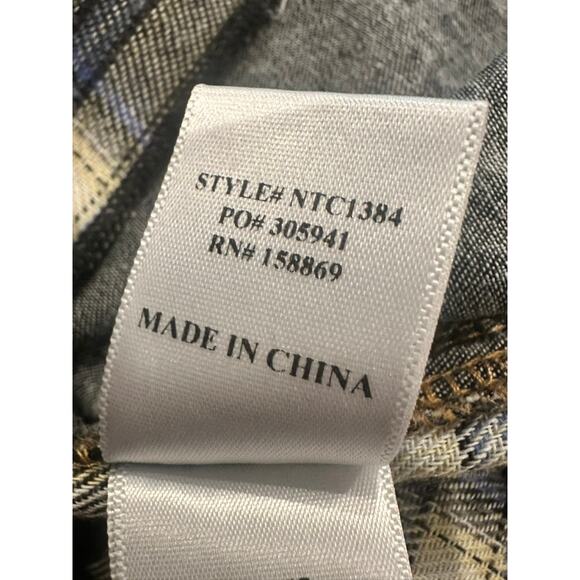 STYLE# NTC1384
PO# 305941
RN# 158869
MADE IN CHINA